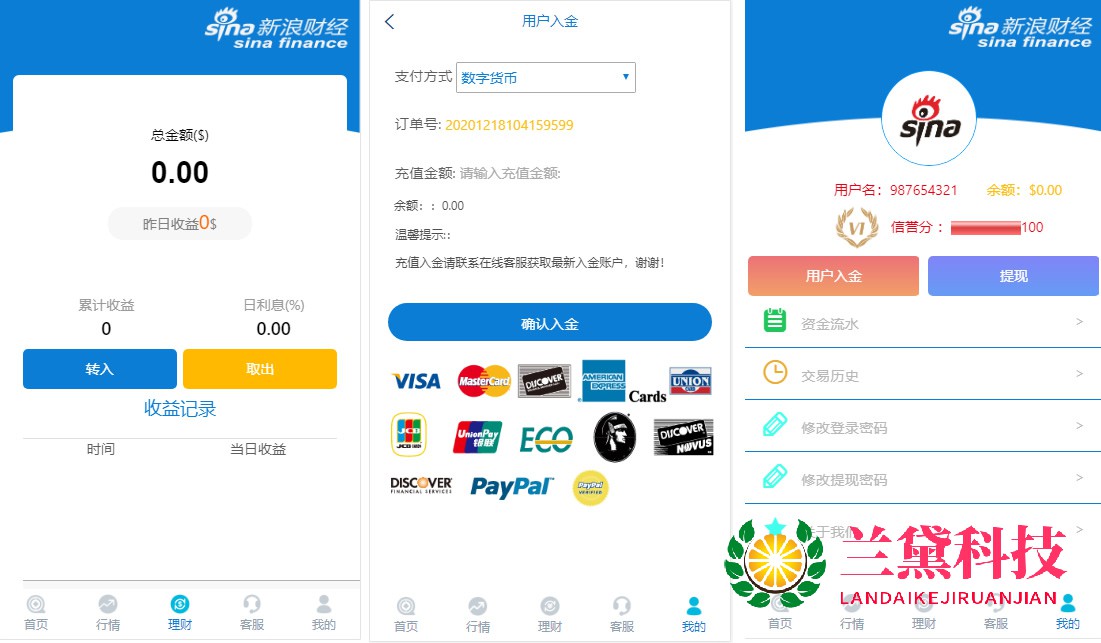 sina 新浪财经
sina finance
总金额($)
0.00
昨日收益0$
累计收益
日利息(%)
0
0.00
转入
取出
收益记录
时间
当日收益
首页
行情
理财
客服
我的
用户入金
支付方式
数字货币
订单号: 20201218104159599
充值金额: 请输入充值金额:
余额: : 0.00
温馨提示::
充值入金请联系在线客服获取最新入金账户，谢谢！
确认入金
VISA
MasterCard
DISCOVER
AMERICAN EXPRESS
Cards
UNION
JCB
UnionPay
银联
ECO
DISCOVER
NOVUS
DISCOVER
FINANCIAL SERVICES
PayPal
PayPal
VERIFIED
首页
行情
理财
客服
我的
sina 新浪财经
sina finance
sina
用户名: 987654321
余额: $0.00
VI
信誉分: 100
用户入金
提现
资金流水 >
交易历史 >
修改登录密码 >
修改提现密码 >
关于我们 >
兰黛科技
LANDAIKEJIRUANJIAN
首页
行情
理财
客服
我的